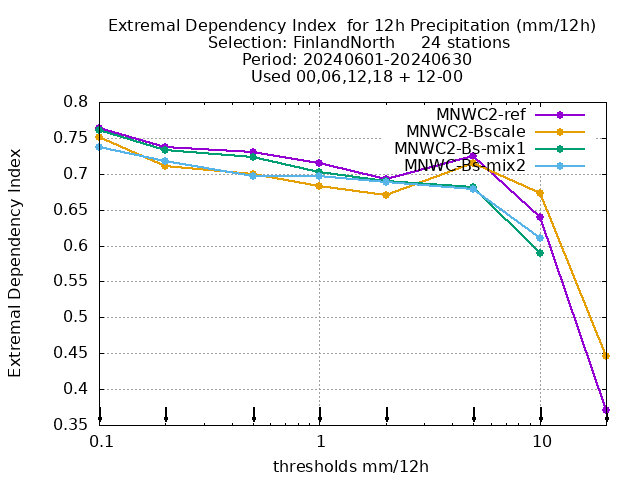 Extremal Dependency Index  for 12h Precipitation (mm/12h)
Selection: FinlandNorth     24 stations
Period: 20240601-20240630
Used 00,06,12,18 + 12-00
MNWC2-ref
MNWC2-Bscale
MNWC2-Bs-mix1
MNWC-Bs-mix2
0.8
0.75
0.7
0.65
0.6
0.55
0.5
0.45
0.4
0.35
Extremal Dependency Index
0.1
1
10
thresholds mm/12h